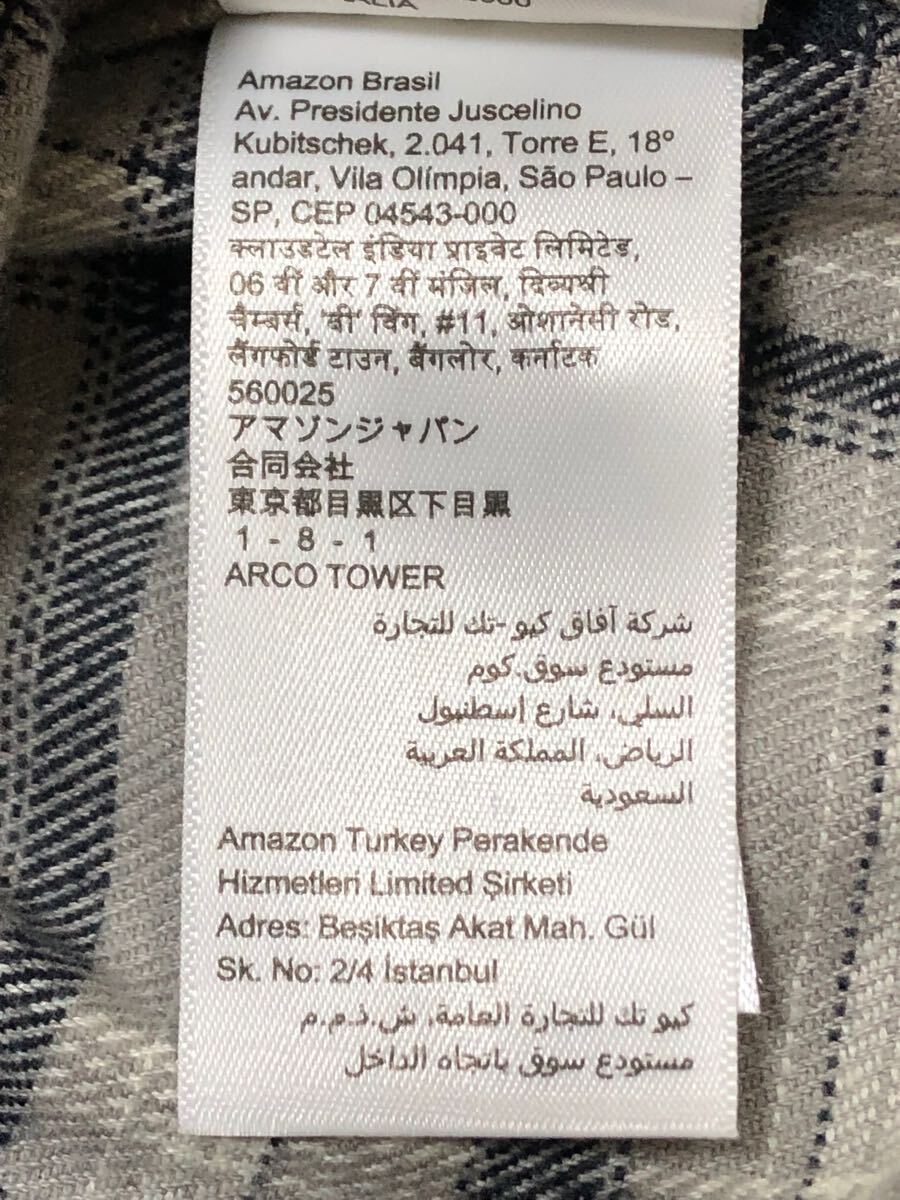 Amazon Brasil
Av. Presidente Juscelino
Kubitschek, 2.041, Torre E, 18º
andar, Vila Olímpia, São Paulo –
SP, CEP 04543-000
क्लाउडटेल इंडिया प्राइवेट लिमिटेड,
06 वीं और 7 वीं मंजिल, दिव्यश्री
चैम्बर्स, 'बी' विंग, #11, ओशानेसी रोड,
लैंगफोर्ड टाउन, बैंगलोर, कर्नाटक
560025
アマゾンジャパン
合同会社
東京都目黒区下目黒
1 - 8 - 1
ARCO TOWER
شركة آفاق كيو-تك للتجارة
مستودع سوق.كوم
السلي، شارع إسطنبول
الرياض، المملكة العربية
السعودية
Amazon Turkey Perakende
Hizmetleri Limited Şirketi
Adres: Beşiktaş Akat Mah. Gül
Sk. No: 2/4 İstanbul
كيو تك للتجارة العامة، ش.ذ.م.م
مستودع سوق باتجاه الداخل